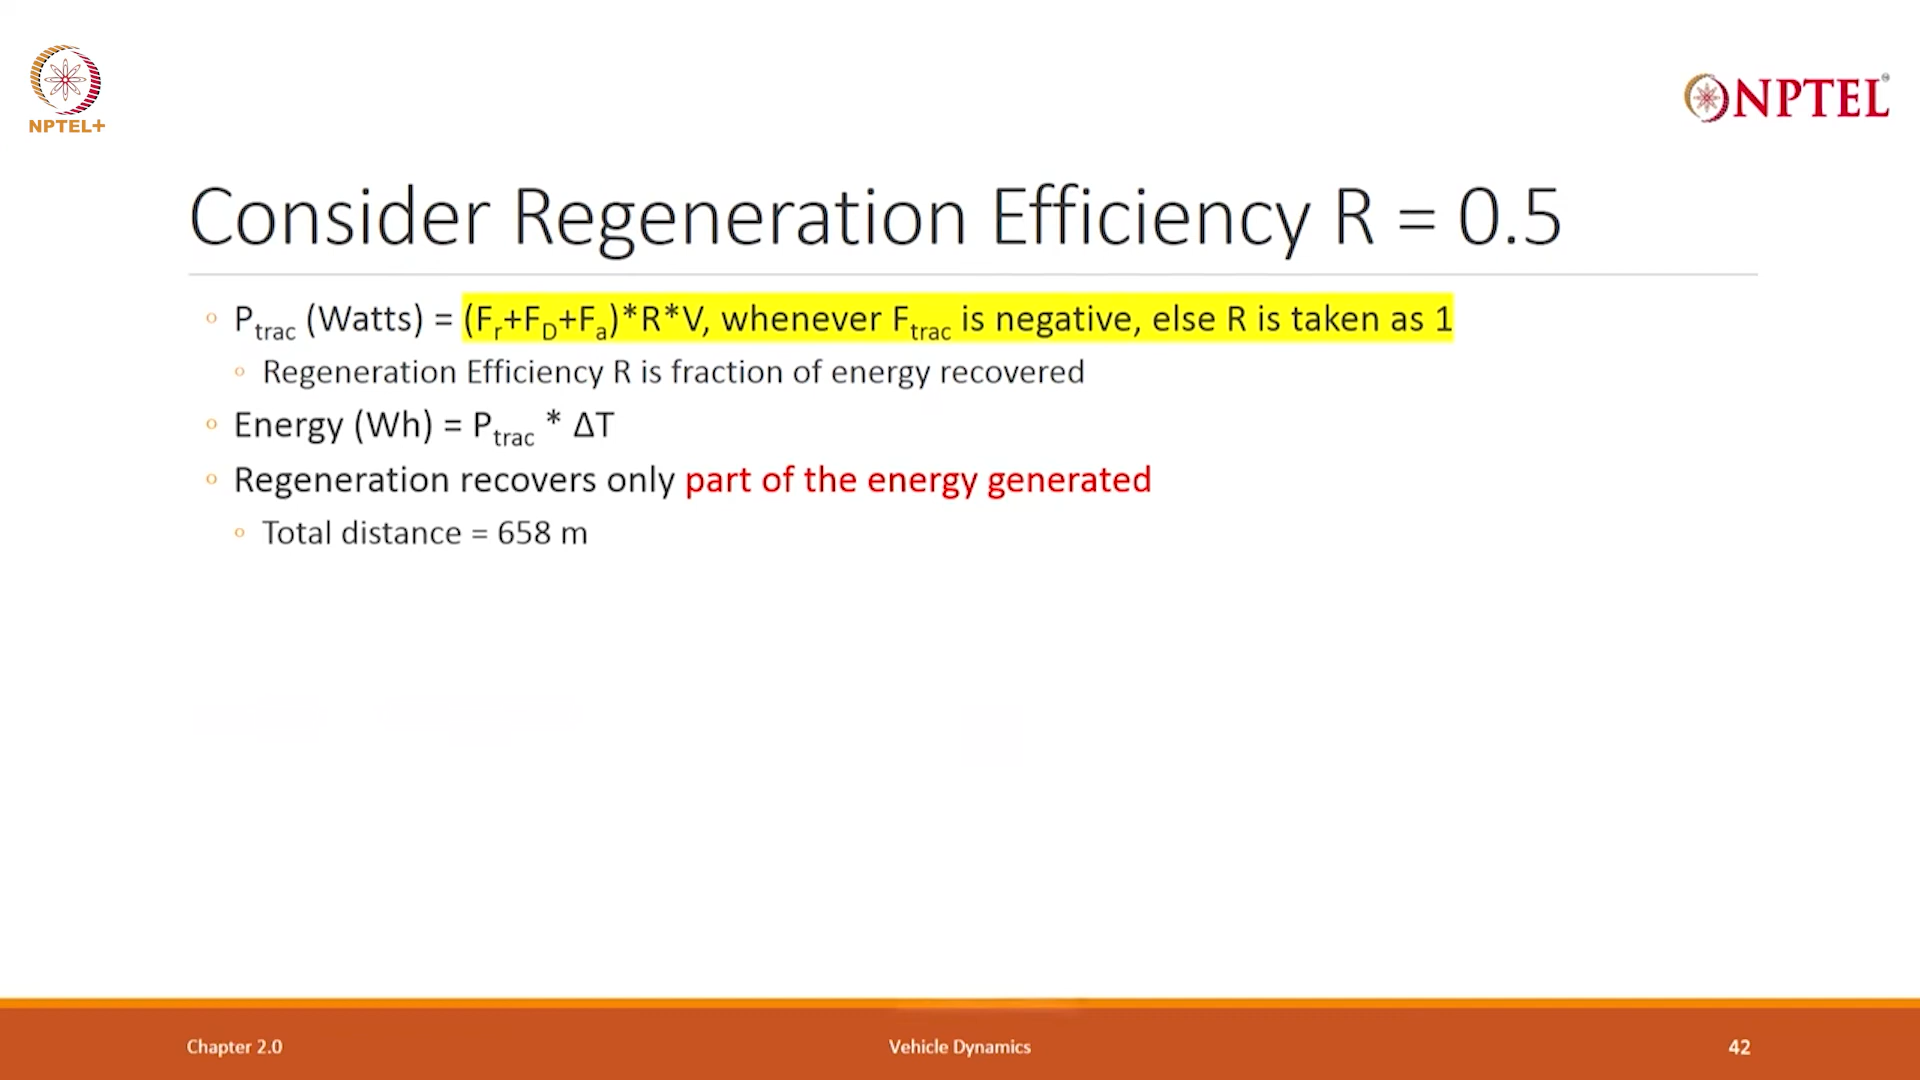 NPTEL+
NPTEL
Consider Regeneration Efficiency R = 0.5
P_trac (Watts) = (F_r+F_D+F_a)*R*V, whenever F_trac is negative, else R is taken as 1
Regeneration Efficiency R is fraction of energy recovered
Energy (Wh) = P_trac * ΔT
Regeneration recovers only part of the energy generated
Total distance = 658 m
Chapter 2.0
Vehicle Dynamics
42